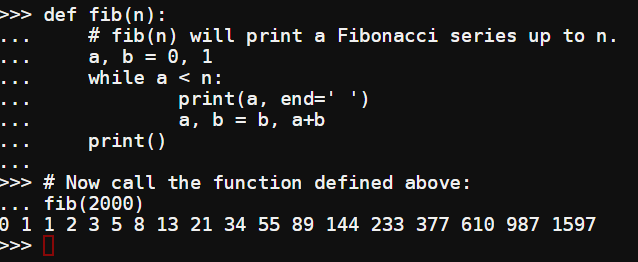 >>> def fib(n):
...     # fib(n) will print a Fibonacci series up to n.
...     a, b = 0, 1
...     while a < n:
...             print(a, end=' ')
...             a, b = b, a+b
...     print()
...
>>> # Now call the function defined above:
... fib(2000)
0 1 1 2 3 5 8 13 21 34 55 89 144 233 377 610 987 1597
>>>